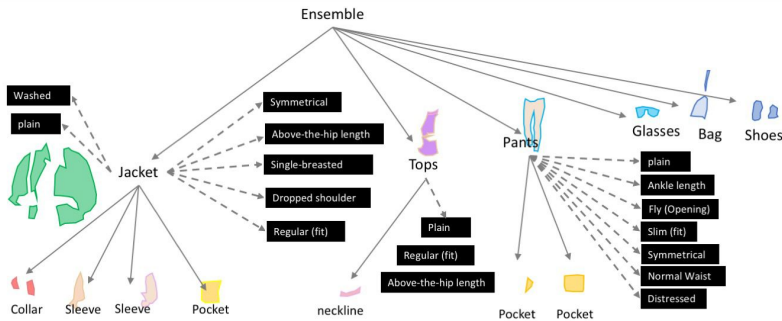 Ensemble
Washed
plain
Symmetrical
Above-the-hip length
Single-breasted
Dropped shoulder
Regular (fit)
Jacket
Tops
Pants
Glasses
Bag
Shoes
plain
Ankle length
Fly (Opening)
Slim (fit)
Symmetrical
Normal Waist
Distressed
Plain
Regular (fit)
Above-the-hip length
Collar
Sleeve
Sleeve
Pocket
neckline
Pocket
Pocket